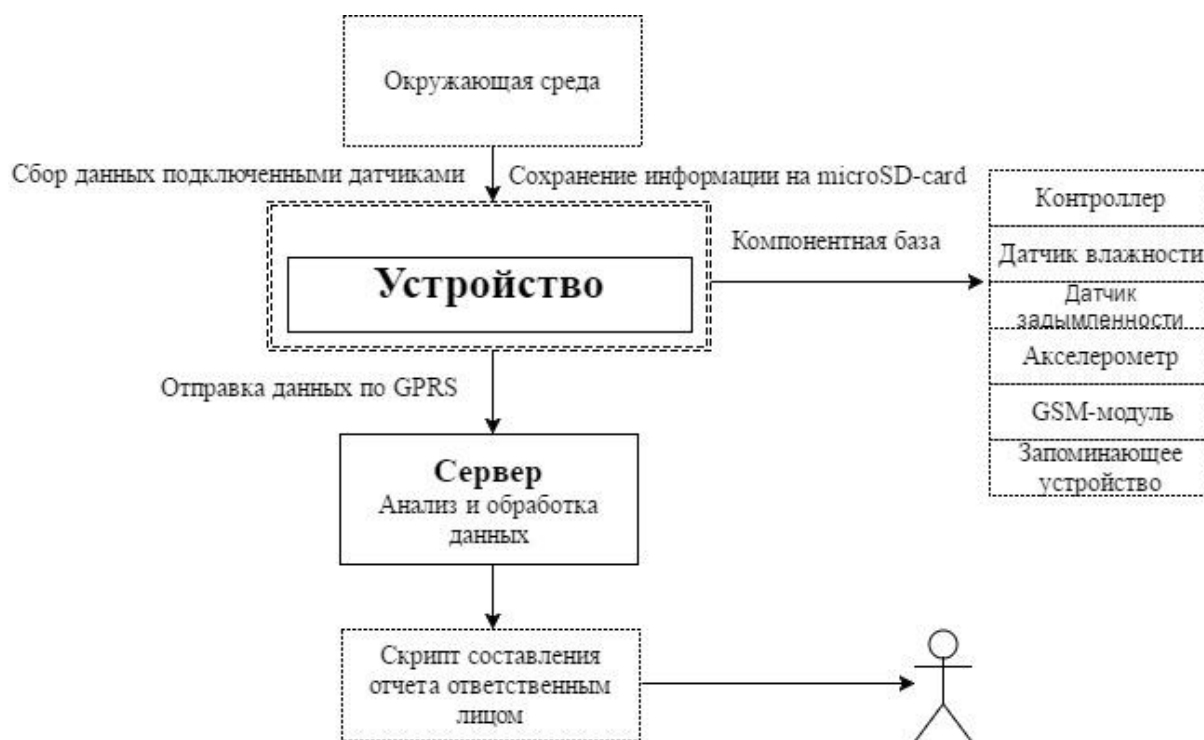 Окружающая среда
Сбор данных подключенными датчиками
Сохранение информации на microSD-card
Устройство
Компонентная база
Контроллер
Датчик влажности
Датчик
задымленности
Акселерометр
GSM-модуль
Запоминающее
устройство
Отправка данных по GPRS
Сервер
Анализ и обработка
данных
Скрипт составления
отчета ответственным
лицом